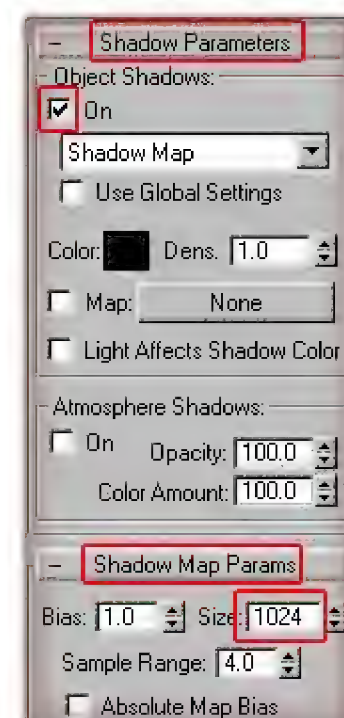 Shadow Parameters
Object Shadows:
On
Shadow Map
Use Global Settings
Color: Dens. 1.0
Map: None
Light Affects Shadow Color
Atmosphere Shadows:
On Opacity: 100.0
Color Amount: 100.0
Shadow Map Params
Bias: 1.0 Size: 1024
Sample Range: 4.0
Absolute Map Bias